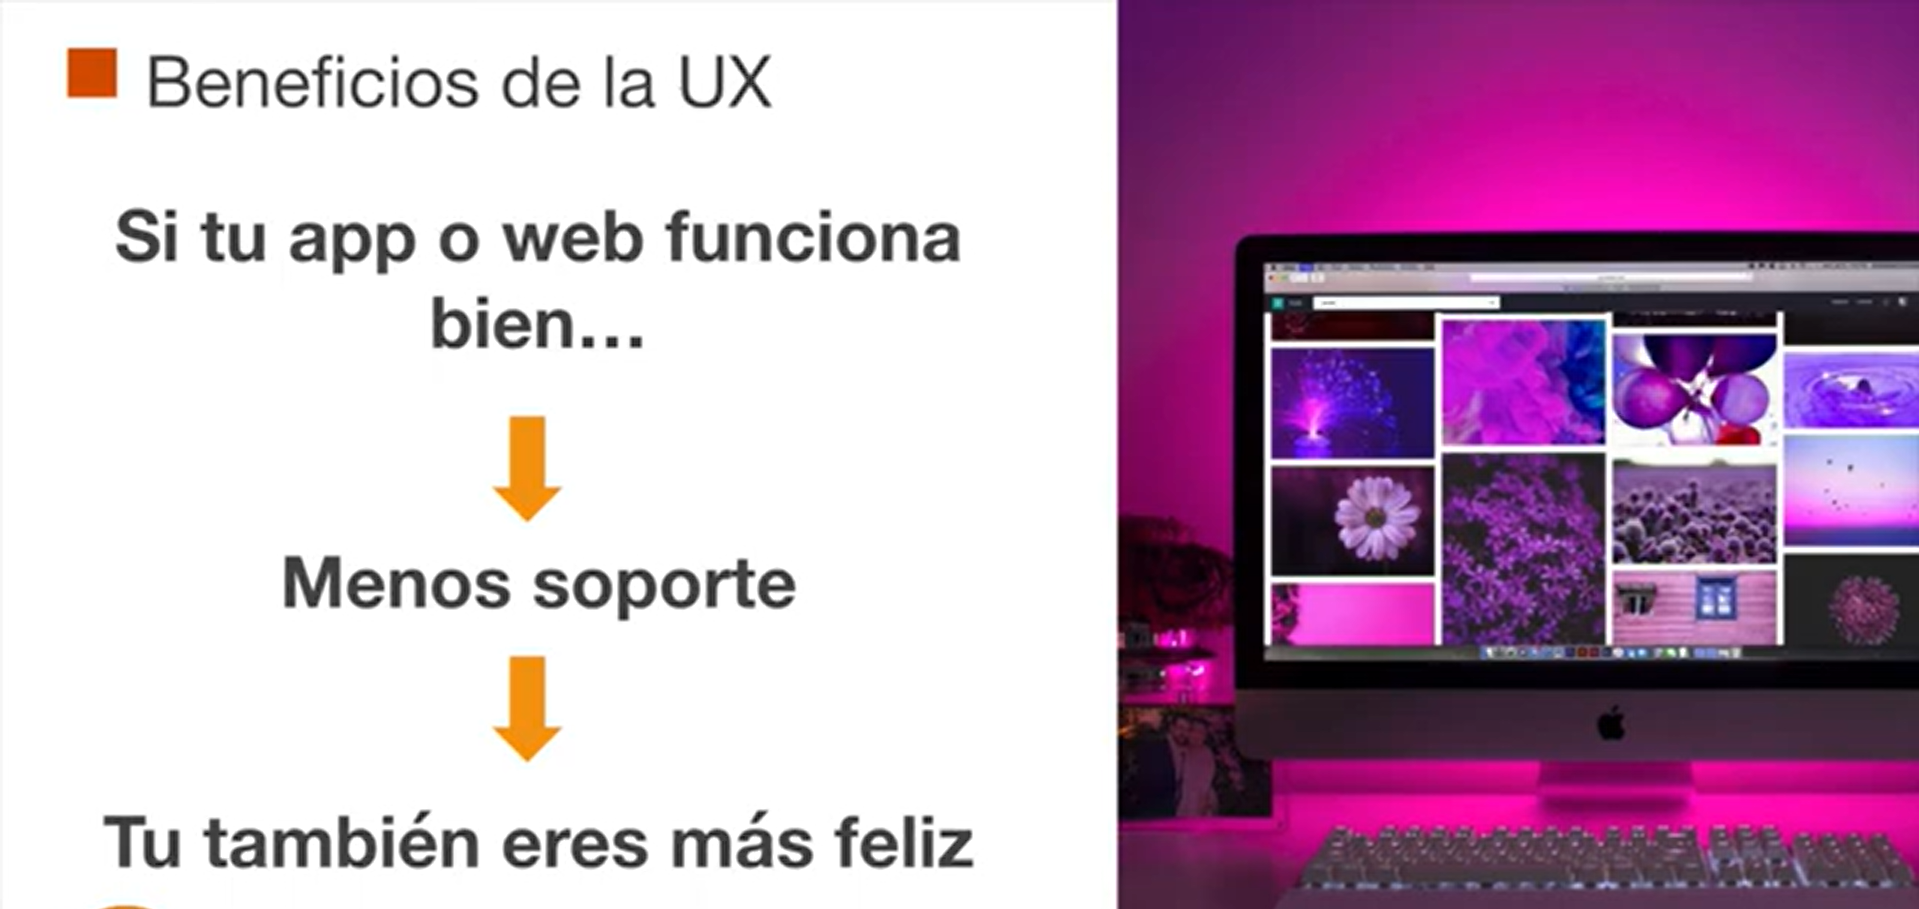 Beneficios de la UX
Si tu app o web funciona
bien...
Menos soporte
Tu también eres más feliz